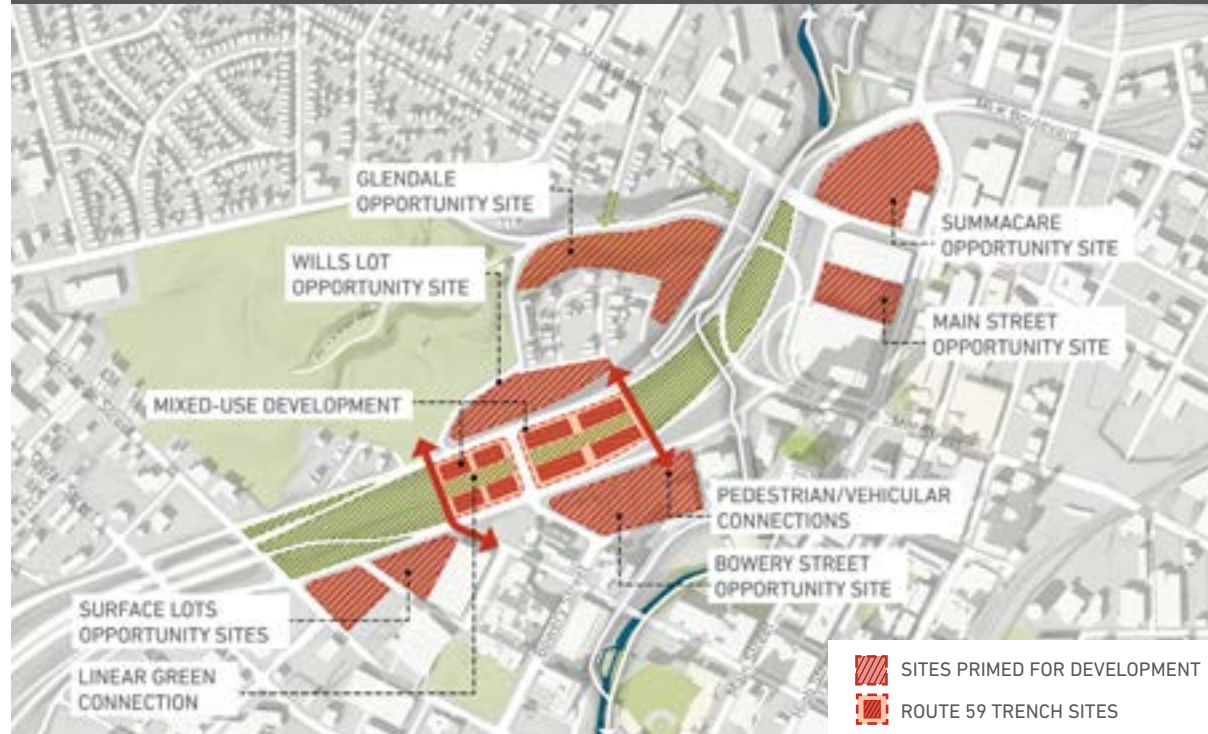 GLENDALE
OPPORTUNITY SITE
WILLS LOT
OPPORTUNITY SITE
SUMMACARE
OPPORTUNITY SITE
MAIN STREET
OPPORTUNITY SITE
MIXED-USE DEVELOPMENT
PEDESTRIAN/VEHICULAR
CONNECTIONS
BOWERY STREET
OPPORTUNITY SITE
SURFACE LOTS
OPPORTUNITY SITES
LINEAR GREEN
CONNECTION
SITES PRIMED FOR DEVELOPMENT
ROUTE 59 TRENCH SITES